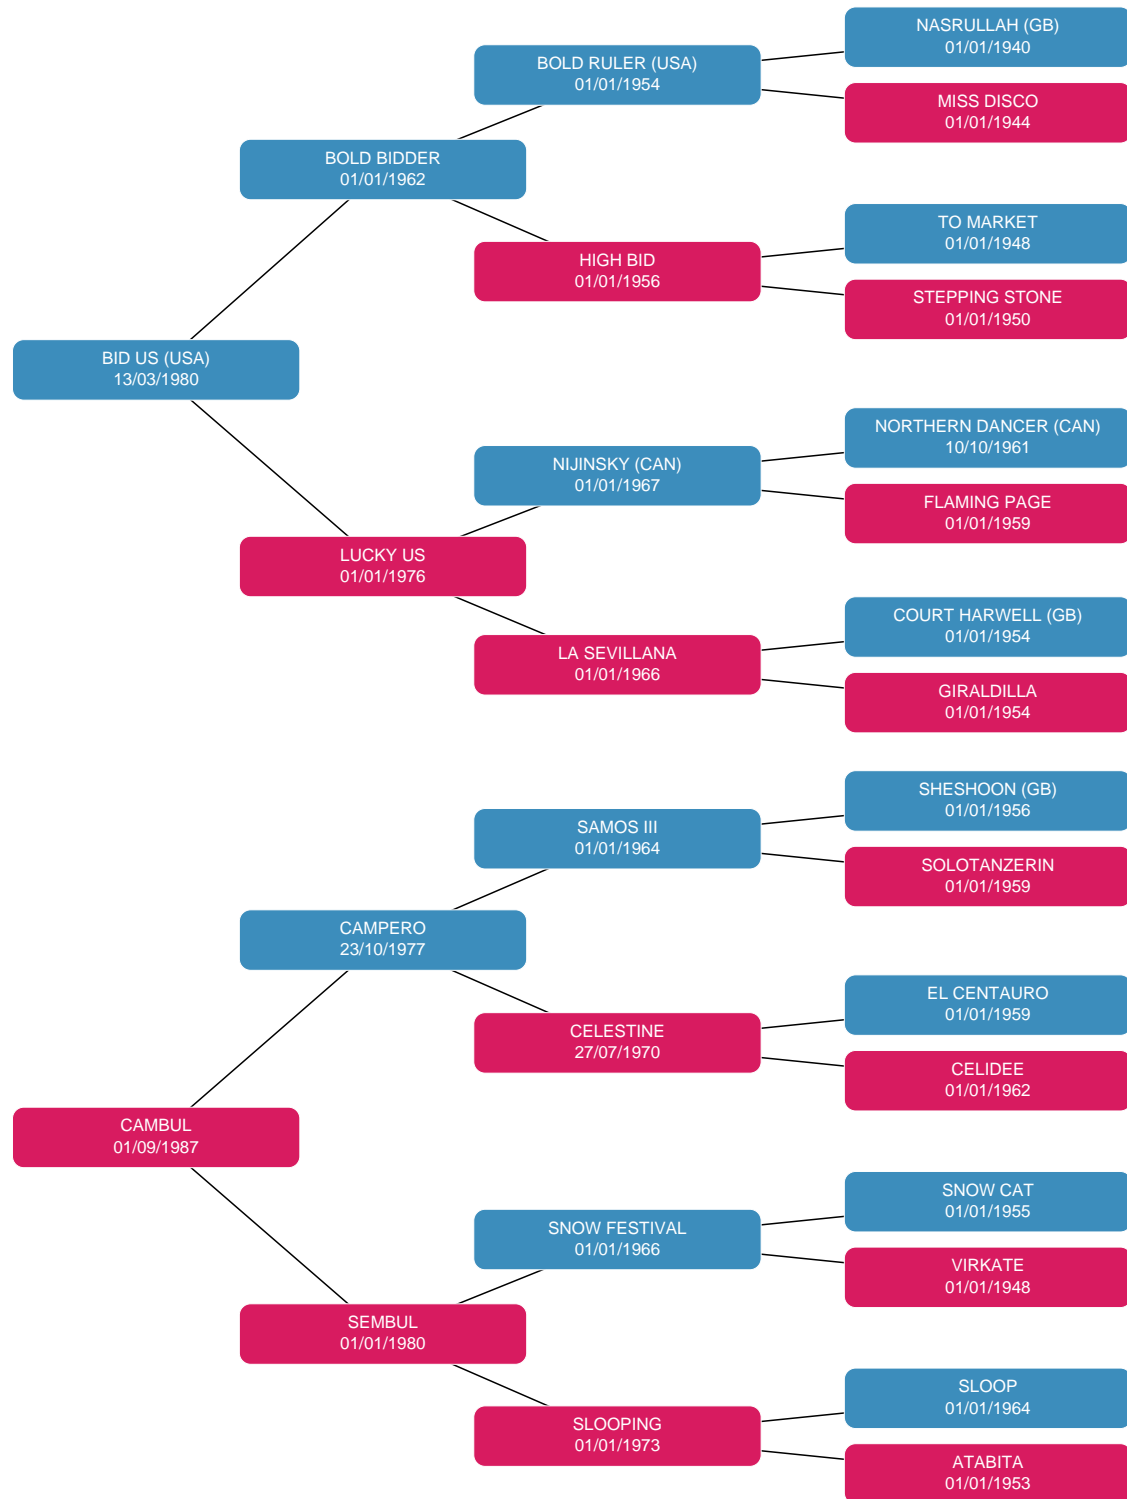 NASRULLAH (GB)
01/01/1940
BOLD RULER (USA)
01/01/1954
MISS DISCO
01/01/1944
BOLD BIDDER
01/01/1962
TO MARKET
01/01/1948
HIGH BID
01/01/1956
STEPPING STONE
01/01/1950
BID US (USA)
13/03/1980
NORTHERN DANCER (CAN)
10/10/1961
NIJINSKY (CAN)
01/01/1967
FLAMING PAGE
01/01/1959
LUCKY US
01/01/1976
COURT HARWELL (GB)
01/01/1954
LA SEVILLANA
01/01/1966
GIRALDILLA
01/01/1954
SHESHOON (GB)
01/01/1956
SAMOS III
01/01/1964
SOLOTANZERIN
01/01/1959
CAMPERO
23/10/1977
EL CENTAURO
01/01/1959
CELESTINE
27/07/1970
CELIDEE
01/01/1962
CAMBUL
01/09/1987
SNOW CAT
01/01/1955
SNOW FESTIVAL
01/01/1966
VIRKATE
01/01/1948
SEMBUL
01/01/1980
SLOOP
01/01/1964
SLOOPING
01/01/1973
ATABITA
01/01/1953